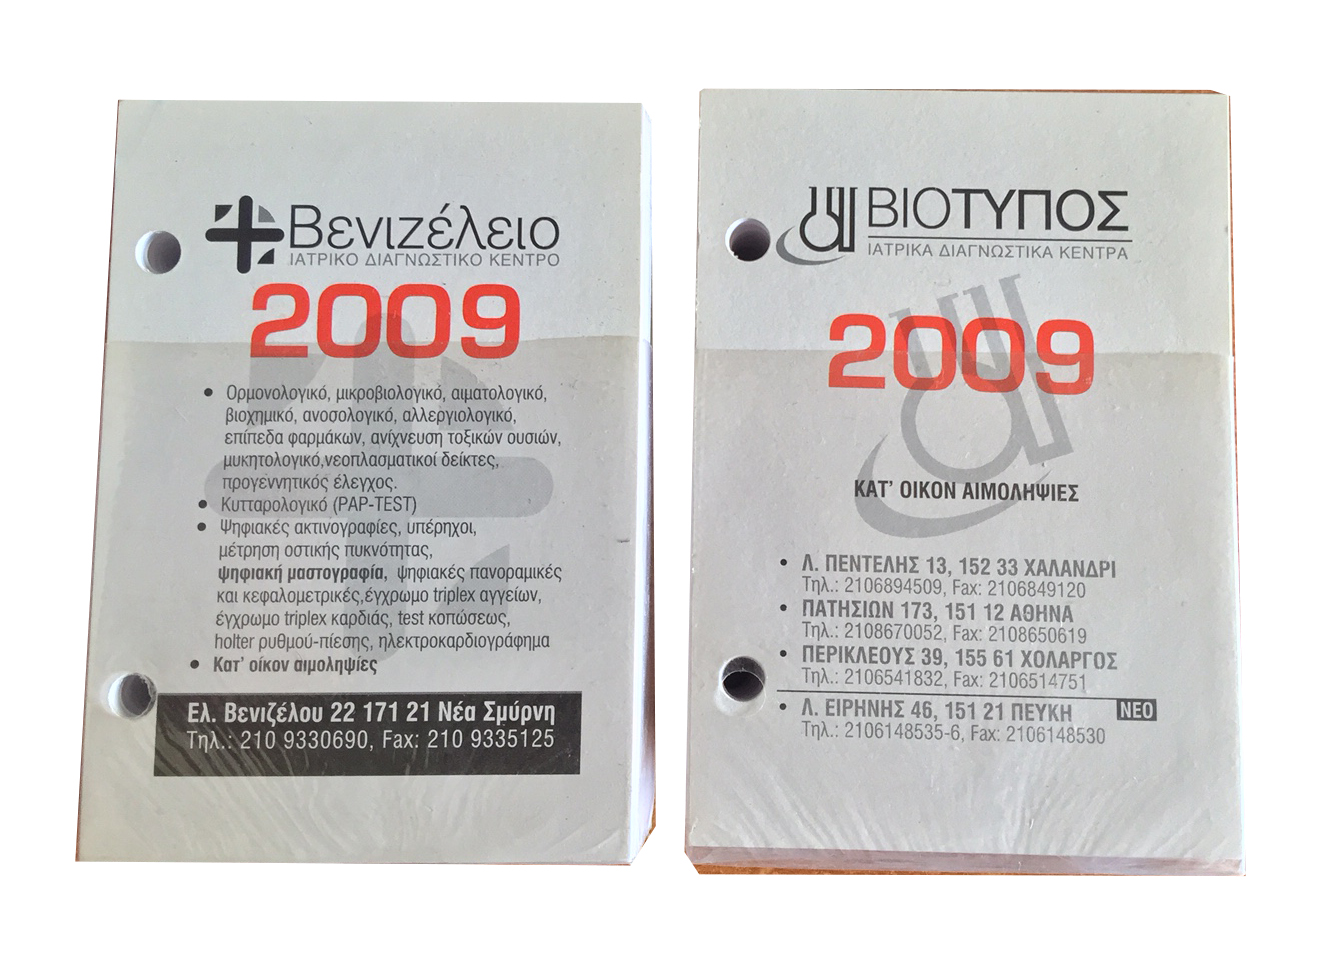 Βενιζέλειο
ΙΑΤΡΙΚΟ ΔΙΑΓΝΩΣΤΙΚΟ ΚΕΝΤΡΟ
2009
• Ορμονολογικό, μικροβιολογικό, αιματολογικό,
βιοχημικό, ανοσολογικό, αλλεργιολογικό,
επίπεδα φαρμάκων, ανίχνευση τοξικών ουσιών,
μυκητολογικό,νεοπλασματικοί δείκτες,
προγεννητικός έλεγχος.
• Κυτταρολογικό (PAP-TEST)
• Ψηφιακές ακτινογραφίες, υπέρηχοι,
μέτρηση οστικής πυκνότητας,
ψηφιακή μαστογραφία, ψηφιακές πανοραμικές
και κεφαλομετρικές,έγχρωμο triplex αγγείων,
έγχρωμο triplex καρδιάς, test κοπώσεως,
holter ρυθμού-πίεσης, ηλεκτροκαρδιογράφημα
• Κατ' οίκον αιμοληψίες
Ελ. Βενιζέλου 22 171 21 Νέα Σμύρνη
Τηλ.: 210 9330690, Fax: 210 9335125
ΒΙΟΤΥΠΟΣ
ΙΑΤΡΙΚΑ ΔΙΑΓΝΩΣΤΙΚΑ ΚΕΝΤΡΑ
2009
ΚΑΤ' ΟΙΚΟΝ ΑΙΜΟΛΗΨΙΕΣ
• Λ. ΠΕΝΤΕΛΗΣ 13, 152 33 ΧΑΛΑΝΔΡΙ
Τηλ.: 2106894509, Fax: 2106849120
• ΠΑΤΗΣΙΩΝ 173, 151 12 ΑΘΗΝΑ
Τηλ.: 2108670052, Fax: 2108650619
• ΠΕΡΙΚΛΕΟΥΣ 39, 155 61 ΧΟΛΑΡΓΟΣ
Τηλ.: 2106541832, Fax: 2106514751
• Λ. ΕΙΡΗΝΗΣ 46, 151 21 ΠΕΥΚΗ ΝΕΟ
Τηλ.: 2106148535-6, Fax: 2106148530